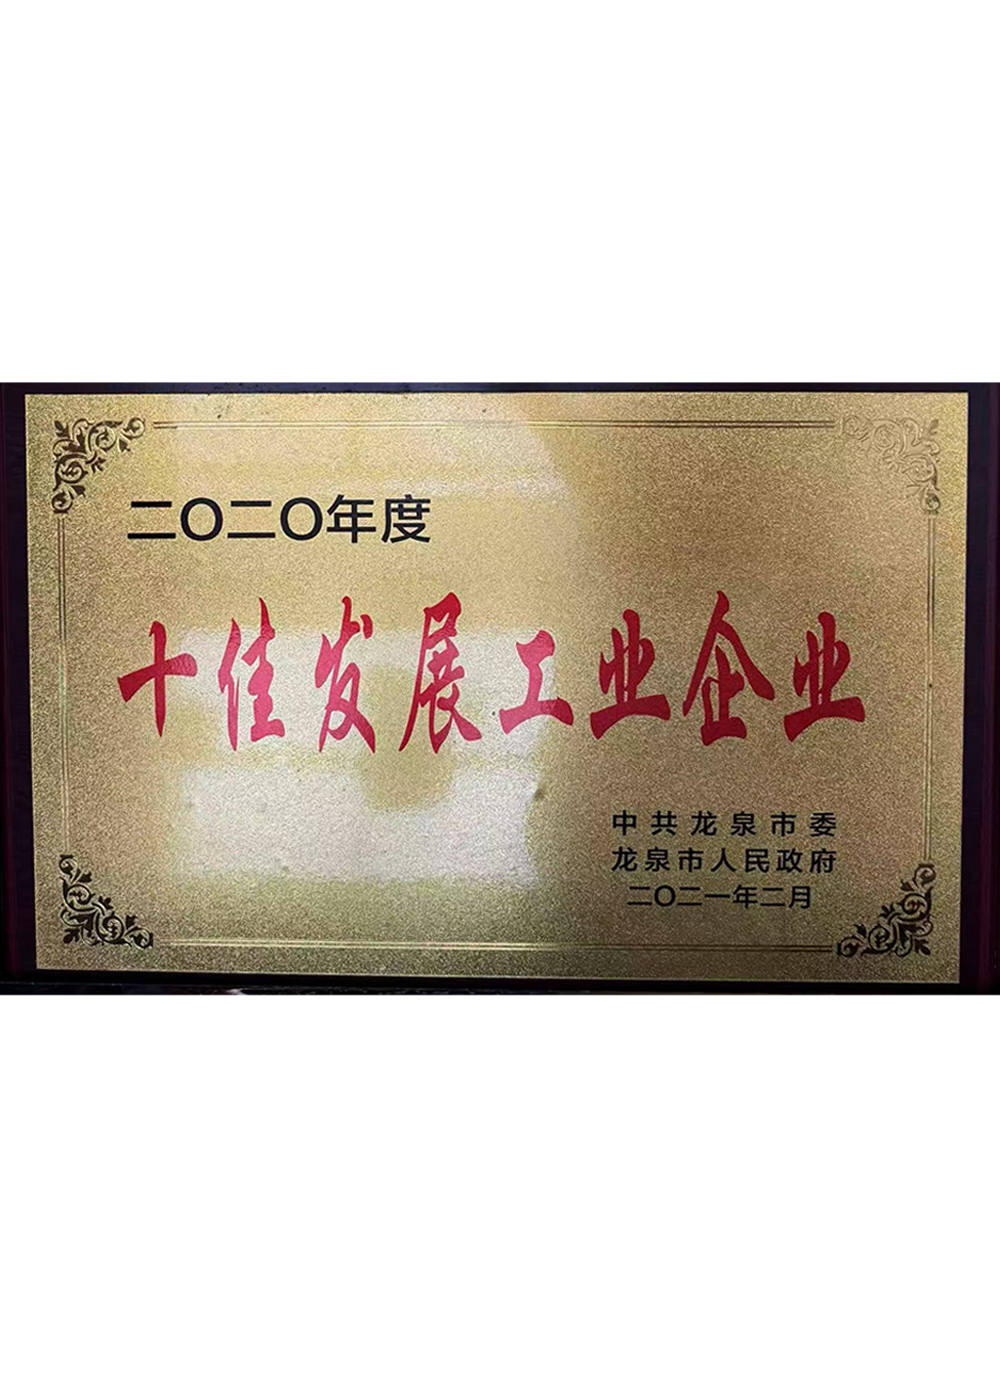 二〇二〇年度
十佳发展工业企业
中共龙泉市委
龙泉市人民政府
二〇二一年二月